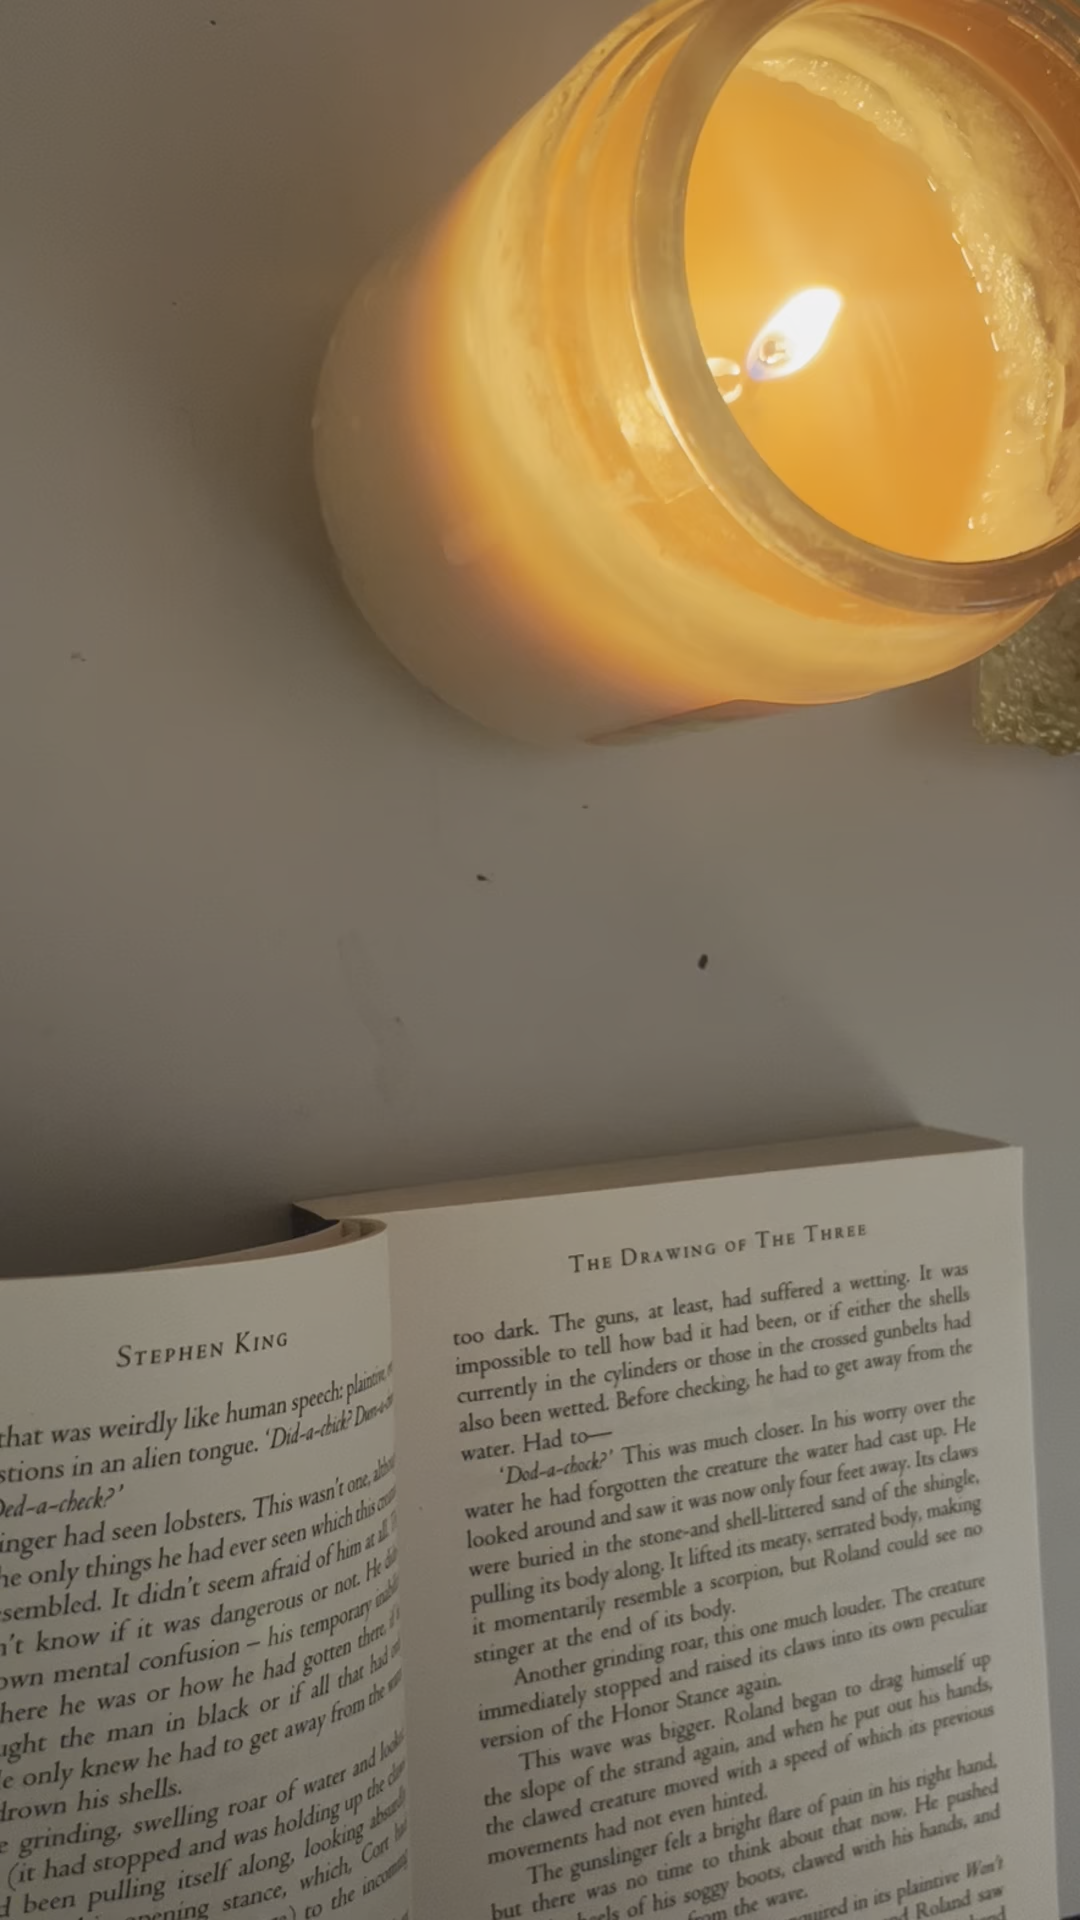 STEPHEN KING
that was weirdly like human speech: plaintive,
stions in an alien tongue. 'Did-a-chick?
Ded-a-check?'
inger had seen lobsters. This wasn't one,
he only things he had ever seen which this
sembled. It didn't seem afraid of him at all.
n't know if it was dangerous or not. He
own mental confusion – his temporary
here he was or how he had gotten there, if
ught the man in black or if all that had
e only knew he had to get away from the
drown his shells.
e grinding, swelling roar of water and
(it had stopped and was holding up the
d been pulling itself along, looking
opening stance, which, Cort
) to the incoming
THE DRAWING OF THE THREE
too dark. The guns, at least, had suffered a wetting. It was
impossible to tell how bad it had been, or if either the shells
currently in the cylinders or those in the crossed gunbelts had
also been wetted. Before checking, he had to get away from the
water. Had to—
'Dod-a-chock?' This was much closer. In his worry over the
water he had forgotten the creature the water had cast up. He
looked around and saw it was now only four feet away. Its claws
were buried in the stone-and shell-littered sand of the shingle,
pulling its body along. It lifted its meaty, serrated body, making
it momentarily resemble a scorpion, but Roland could see no
stinger at the end of its body.
Another grinding roar, this one much louder. The creature
immediately stopped and raised its claws into its own peculiar
version of the Honor Stance again.
This wave was bigger. Roland began to drag himself up
the slope of the strand again, and when he put out his hands,
the clawed creature moved with a speed of which its previous
movements had not even hinted.
The gunslinger felt a bright flare of pain in his right hand,
but there was no time to think about that now. He pushed
heels of his soggy boots, clawed with his hands, and
from the wave.
quired in its plaintive Won't
d Roland saw